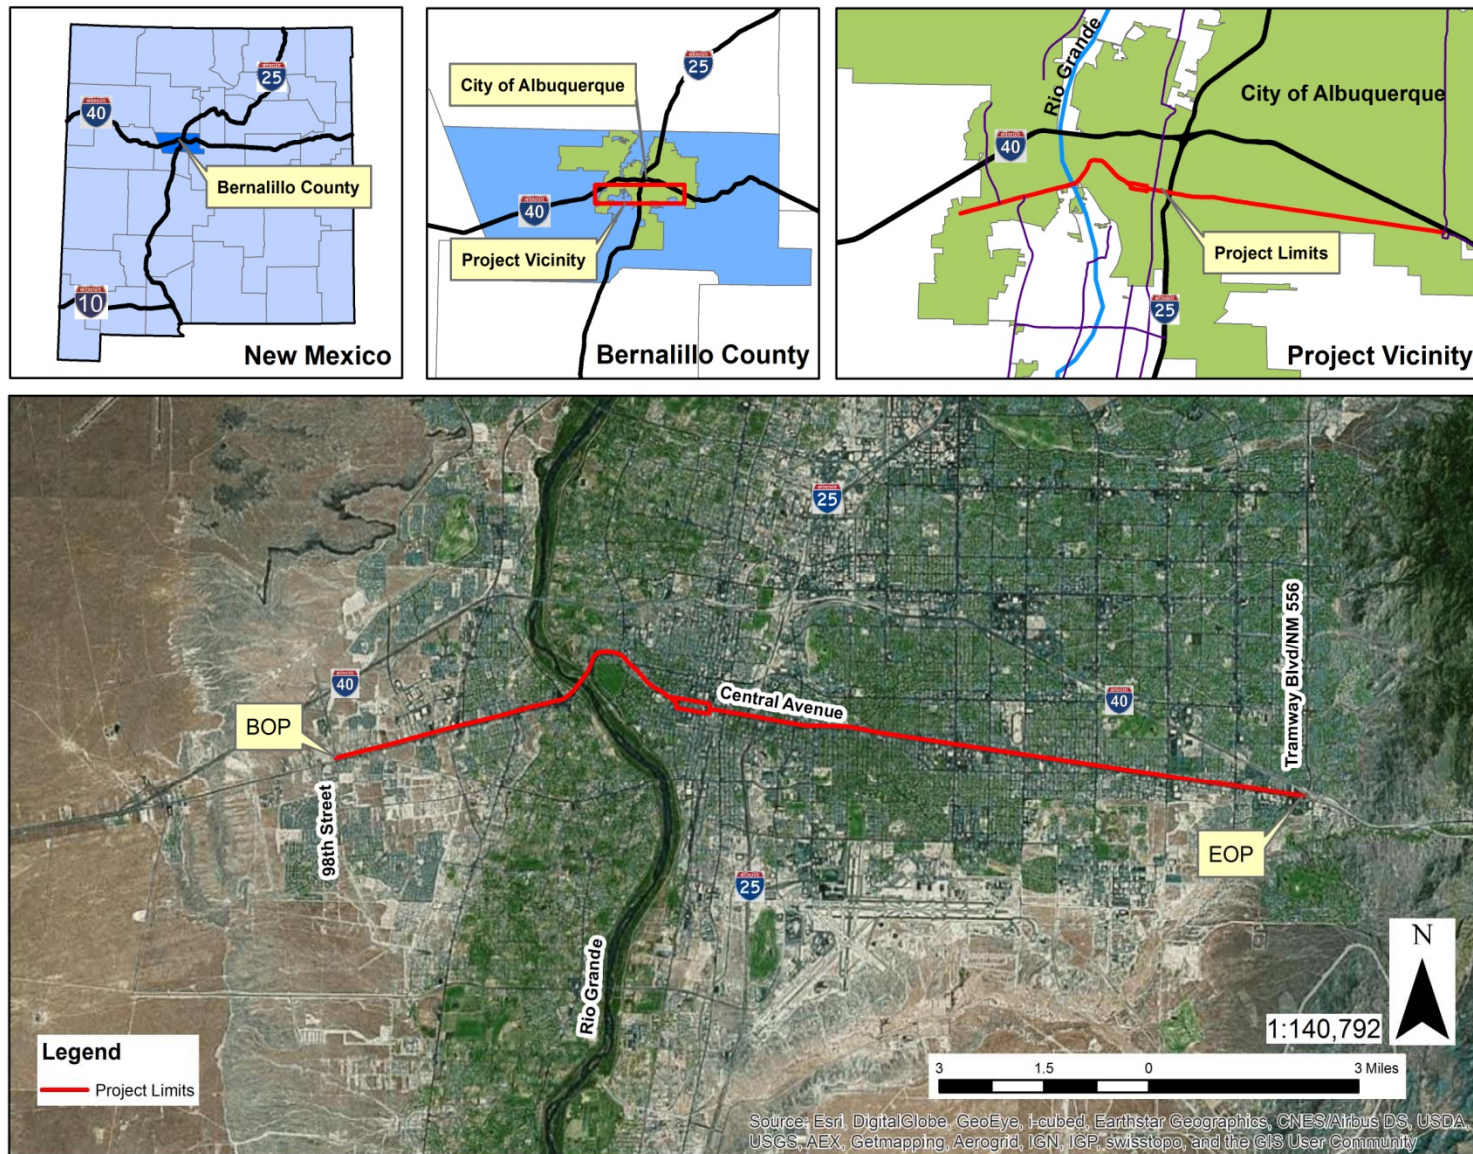 25
40
Bernalillo County
10
New Mexico
25
City of Albuquerque
40
Project Vicinity
Bernalillo County
Rio Grande
City of Albuquerque
40
Project Limits
25
Project Vicinity
25
Tramway Blvd/NM 556
40
Central Avenue
40
BOP
98th Street
EOP
25
Rio Grande
N
1:140,792
Legend
Project Limits
3 1.5 0 3 Miles
Source: Esri, DigitalGlobe, GeoEye, i-cubed, Earthstar Geographics, CNES/Airbus DS, USDA,
USGS, AEX, Getmapping, Aerogrid, IGN, IGP, swisstopo, and the GIS User Community